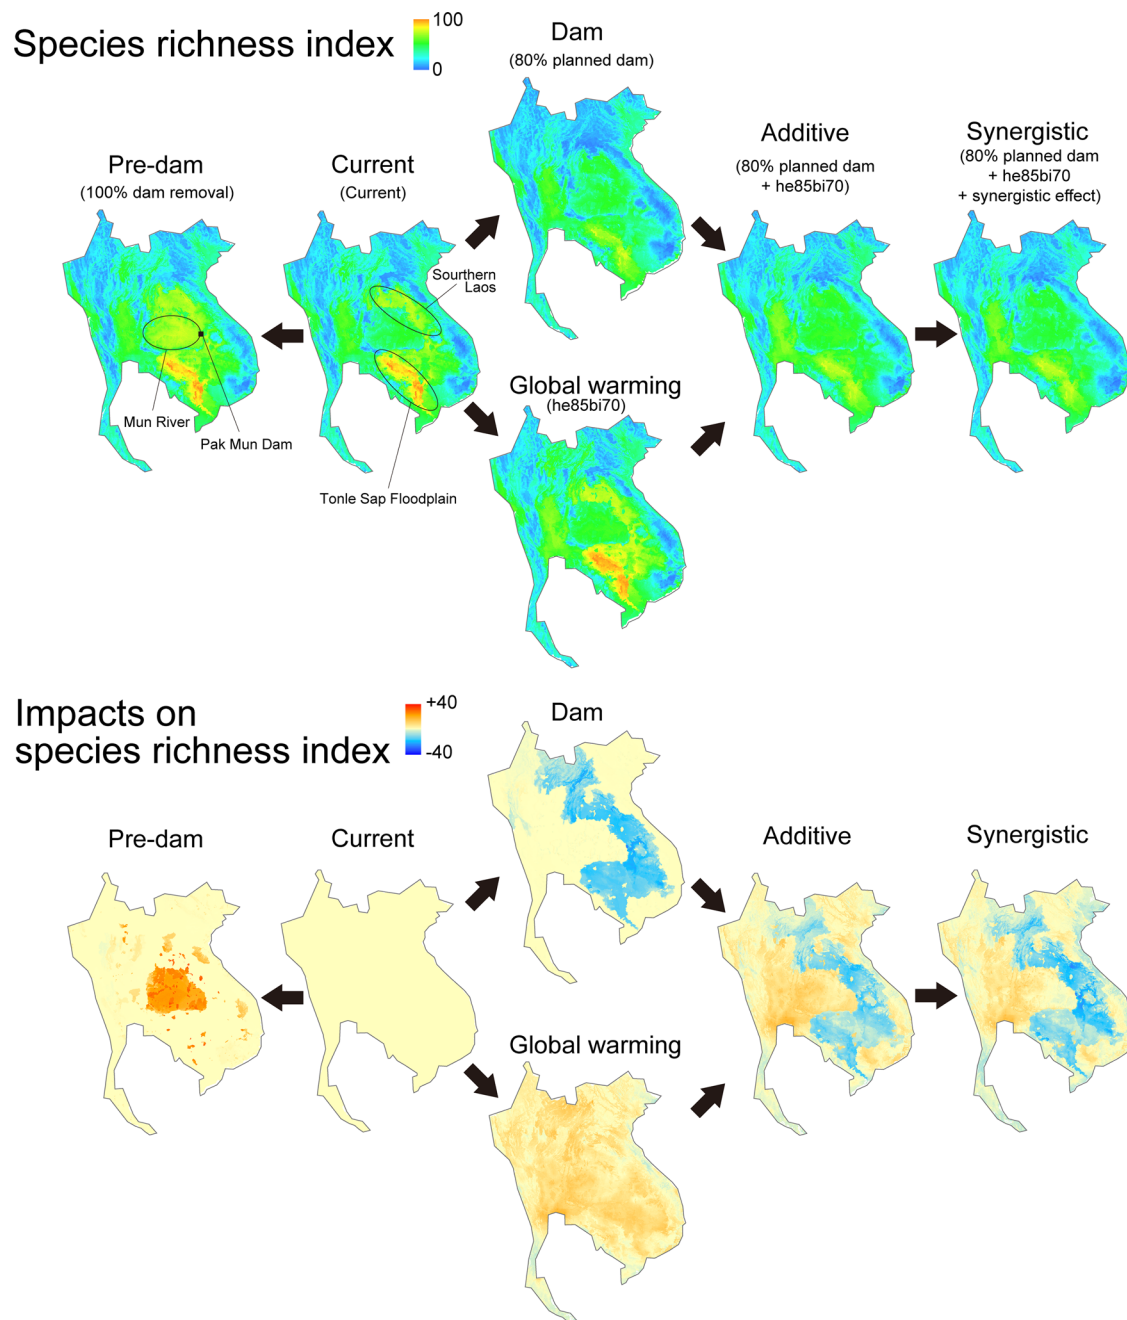 Species richness index
100
0
Dam
(80% planned dam)
Pre-dam
(100% dam removal)
Current
(Current)
Additive
(80% planned dam
+ he85bi70)
Synergistic
(80% planned dam
+ he85bi70
+ synergistic effect)
Sourthern
Laos
Mun River
Pak Mun Dam
Tonle Sap Floodplain
Global warming
(he85bi70)
Impacts on
species richness index
+40
-40
Dam
Pre-dam
Current
Additive
Synergistic
Global warming